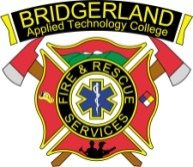 BRIDGERLAND
Applied Technology College
FIRE & RESCUE
SERVICES